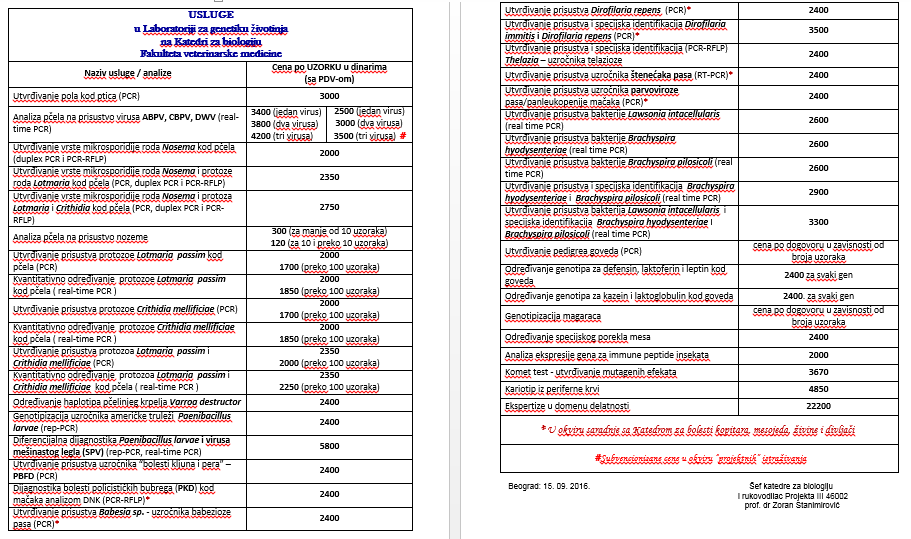 USLUGE
u Laboratoriji za genetiku životinja
na Katedri za biologiju
Fakulteta veterinarske medicine
Naziv usluge / analize
Cena po UZORKU u dinarima
(sa PDV-om)
Utvrđivanje pola kod ptica (PCR)
3000
Analiza pčela na prisustvo virusa ABPV, CBPV, DWV (real-
time PCR)
3400 (jedan virus)
3800 (dva virusa)
4200 (tri virusa)
2500 (jedan virus)
3000 (dva virusa)
3500 (tri virusa) #
Utvrđivanje vrste mikrosporidije roda Nosema kod pčela
(duplex PCR i PCR-RFLP)
2000
Utvrđivanje vrste mikrosporidije roda Nosema i protoze
roda Lotmaria kod pčela (PCR, duplex PCR i PCR-RFLP)
2350
Utvrđivanje vrste mikrosporidije roda Nosema i protoza
Lotmaria i Crithidia kod pčela (PCR, duplex PCR i PCR-
RFLP)
2750
Analiza pčela na prisustvo nozeme
300 (za manje od 10 uzoraka)
120 (za 10 i preko 10 uzoraka)
Utvrđivanje prisustva protozoe Lotmaria passim kod
pčela (PCR)
2000
1700 (preko 100 uzoraka)
Kvantitativno određivanje protozoe Lotmaria passim
kod pčela ( real-time PCR )
2000
1850 (preko 100 uzoraka)
Utvrđivanje prisustva protozoe Crithidia mellificiae (PCR)
2000
1700 (preko 100 uzoraka)
Kvantitativno određivanje protozoe Crithidia mellificiae
kod pčela ( real-time PCR )
2000
1850 (preko 100 uzoraka)
Utvrđivanje prisustva protozoa Lotmaria passim i
Crithidia mellificiae (PCR)
2350
2000 (preko 100 uzoraka)
Kvantitativno određivanje protozoa Lotmaria passim i
Crithidia mellificiae kod pčela ( real-time PCR )
2350
2250 (preko 100 uzoraka)
Određivanje haplotipa pčelinjeg krpelja Varroa destructor
2400
Genotipizacija uzročnika američke truleži Paenibacillus
larvae (rep-PCR)
2400
Diferencijalna dijagnostika Paenibacillus larvae i virusa
mešinastog legla (SPV) (rep-PCR, real-time PCR)
5800
Utvrđivanje prisustva uzročnika "bolesti kljuna i pera" –
PBFD (PCR)
2400
Dijagnostika bolesti policističkih bubrega (PKD) kod
mačaka analizom DNK (PCR-RFLP)*
2400
Utvrđivanje prisustva Babesia sp. - uzročnika babezioze
pasa (PCR)*
2400
Utvrđivanje prisustva Dirofilaria repens (PCR)*
2400
Utvrđivanje prisustva i specijska identifikacija Dirofilaria
immitis i Dirofilaria repens (PCR)*
3500
Utvrđivanje prisustva i specijska identifikacija (PCR-RFLP)
Thelazia – uzročnika telazioze
2400
Utvrđivanje prisustva uzročnika štenećaka pasa (RT-PCR)*
2400
Utvrđivanje prisustva uzročnika parvoviroze
pasa/panleukopenije mačaka (PCR)*
2400
Utvrđivanje prisustva bakterije Lawsonia intacellularis
(real time PCR)
2600
Utvrđivanje prisustva bakterije Brachyspira
hyodysenteriae (real time PCR)
2600
Utvrđivanje prisustva bakterije Brachyspira pilosicoli (real
time PCR)
2600
Utvrđivanje prisustva i specijska identifikacija Brachyspira
hyodysenteriae i Brachyspira pilosicoli (real time PCR)
2900
Utvrđivanje prisustva bakterija Lawsonia intacellularis i
specijska identifikacija Brachyspira hyodysenteriae I
Brachyspira pilosicoli (real time PCR)
3300
Utvrđivanje pedigrea goveda (PCR)
cena po dogovoru u zavisnosti od
broja uzoraka
Određivanje genotipa za defensin, laktoferin i leptin kod
goveda
2400 za svaki gen
Određivanje genotipa za kazein i laktoglobulin kod goveda
2400. za svaki gen
Genotipizacija magaraca
cena po dogovoru u zavisnosti od
broja uzoraka
Određivanje specijskog porekla mesa
2400
Analiza ekspresije gena za immune peptide insekata
2000
Komet test - utvrđivanje mutagenih efekata
3670
Kariotip iz periferne krvi
4850
Ekspertize u domenu delatnosti
22200
* U okviru saradnje sa Katedrom za bolesti kopitara, mesojeda, živine i divljači
#Subvencionisane cene u okviru "projektnih" istraživanja
Beograd: 15. 09. 2016.
Šef katedre za biologiju
I rukovodilac Projekta III 46002
prof. dr Zoran Stanimirović